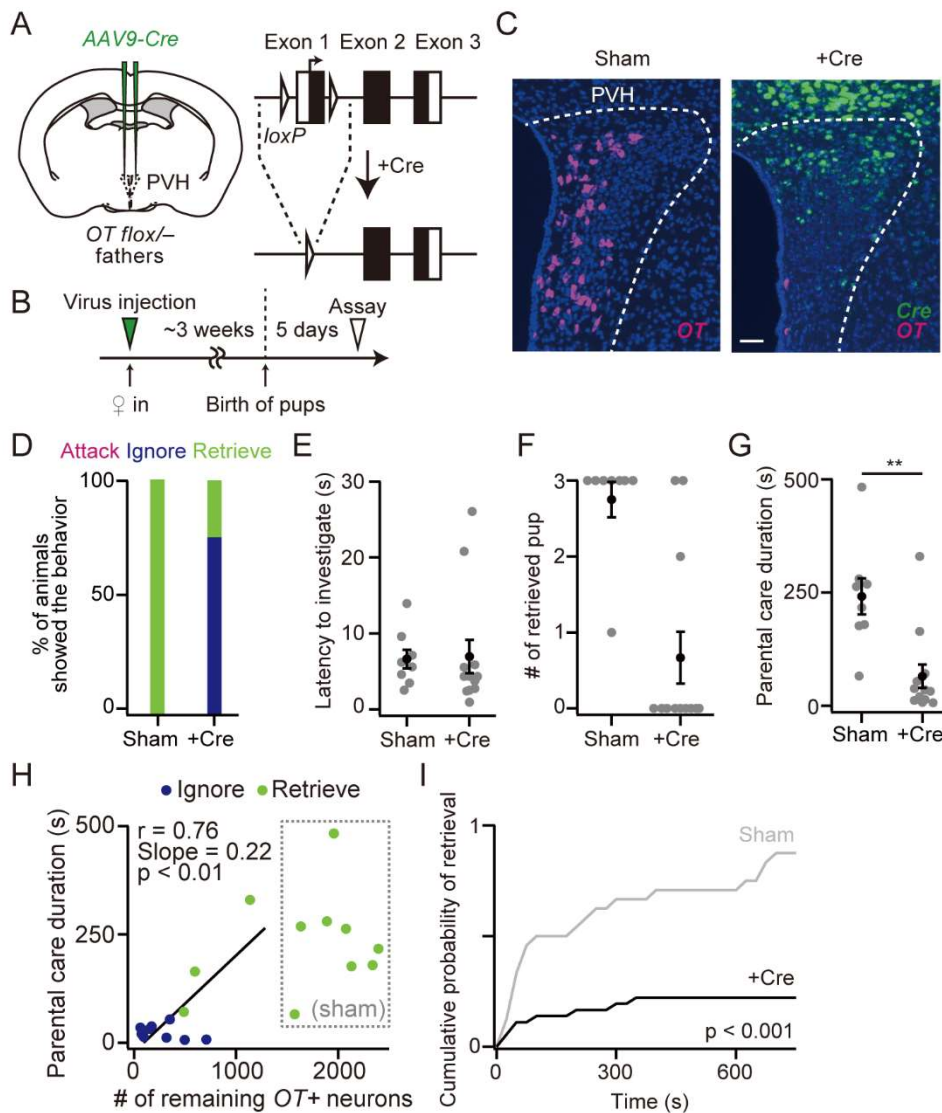 A
AAV9-Cre
PVH
OT flox/–
fathers
Exon 1 Exon 2 Exon 3
loxP
+Cre
B
Virus injection
~3 weeks
5 days
Assay
♀ in
Birth of pups
C
Sham
+Cre
PVH
OT
Cre
OT
D
Attack Ignore Retrieve
% of animals
showed the behavior
100
50
0
Sham +Cre
E
Latency to investigate (s)
30
20
10
0
Sham +Cre
F
# of retrieved pup
3
2
1
0
Sham +Cre
G
Parental care duration (s)
**
500
250
0
Sham +Cre
H
Ignore Retrieve
Parental care duration (s)
500
250
0
r = 0.76
Slope = 0.22
p < 0.01
(sham)
0 1000 2000
# of remaining OT+ neurons
I
Cumulative probability of retrieval
1
0
Sham
+Cre
p < 0.001
0 300 600
Time (s)